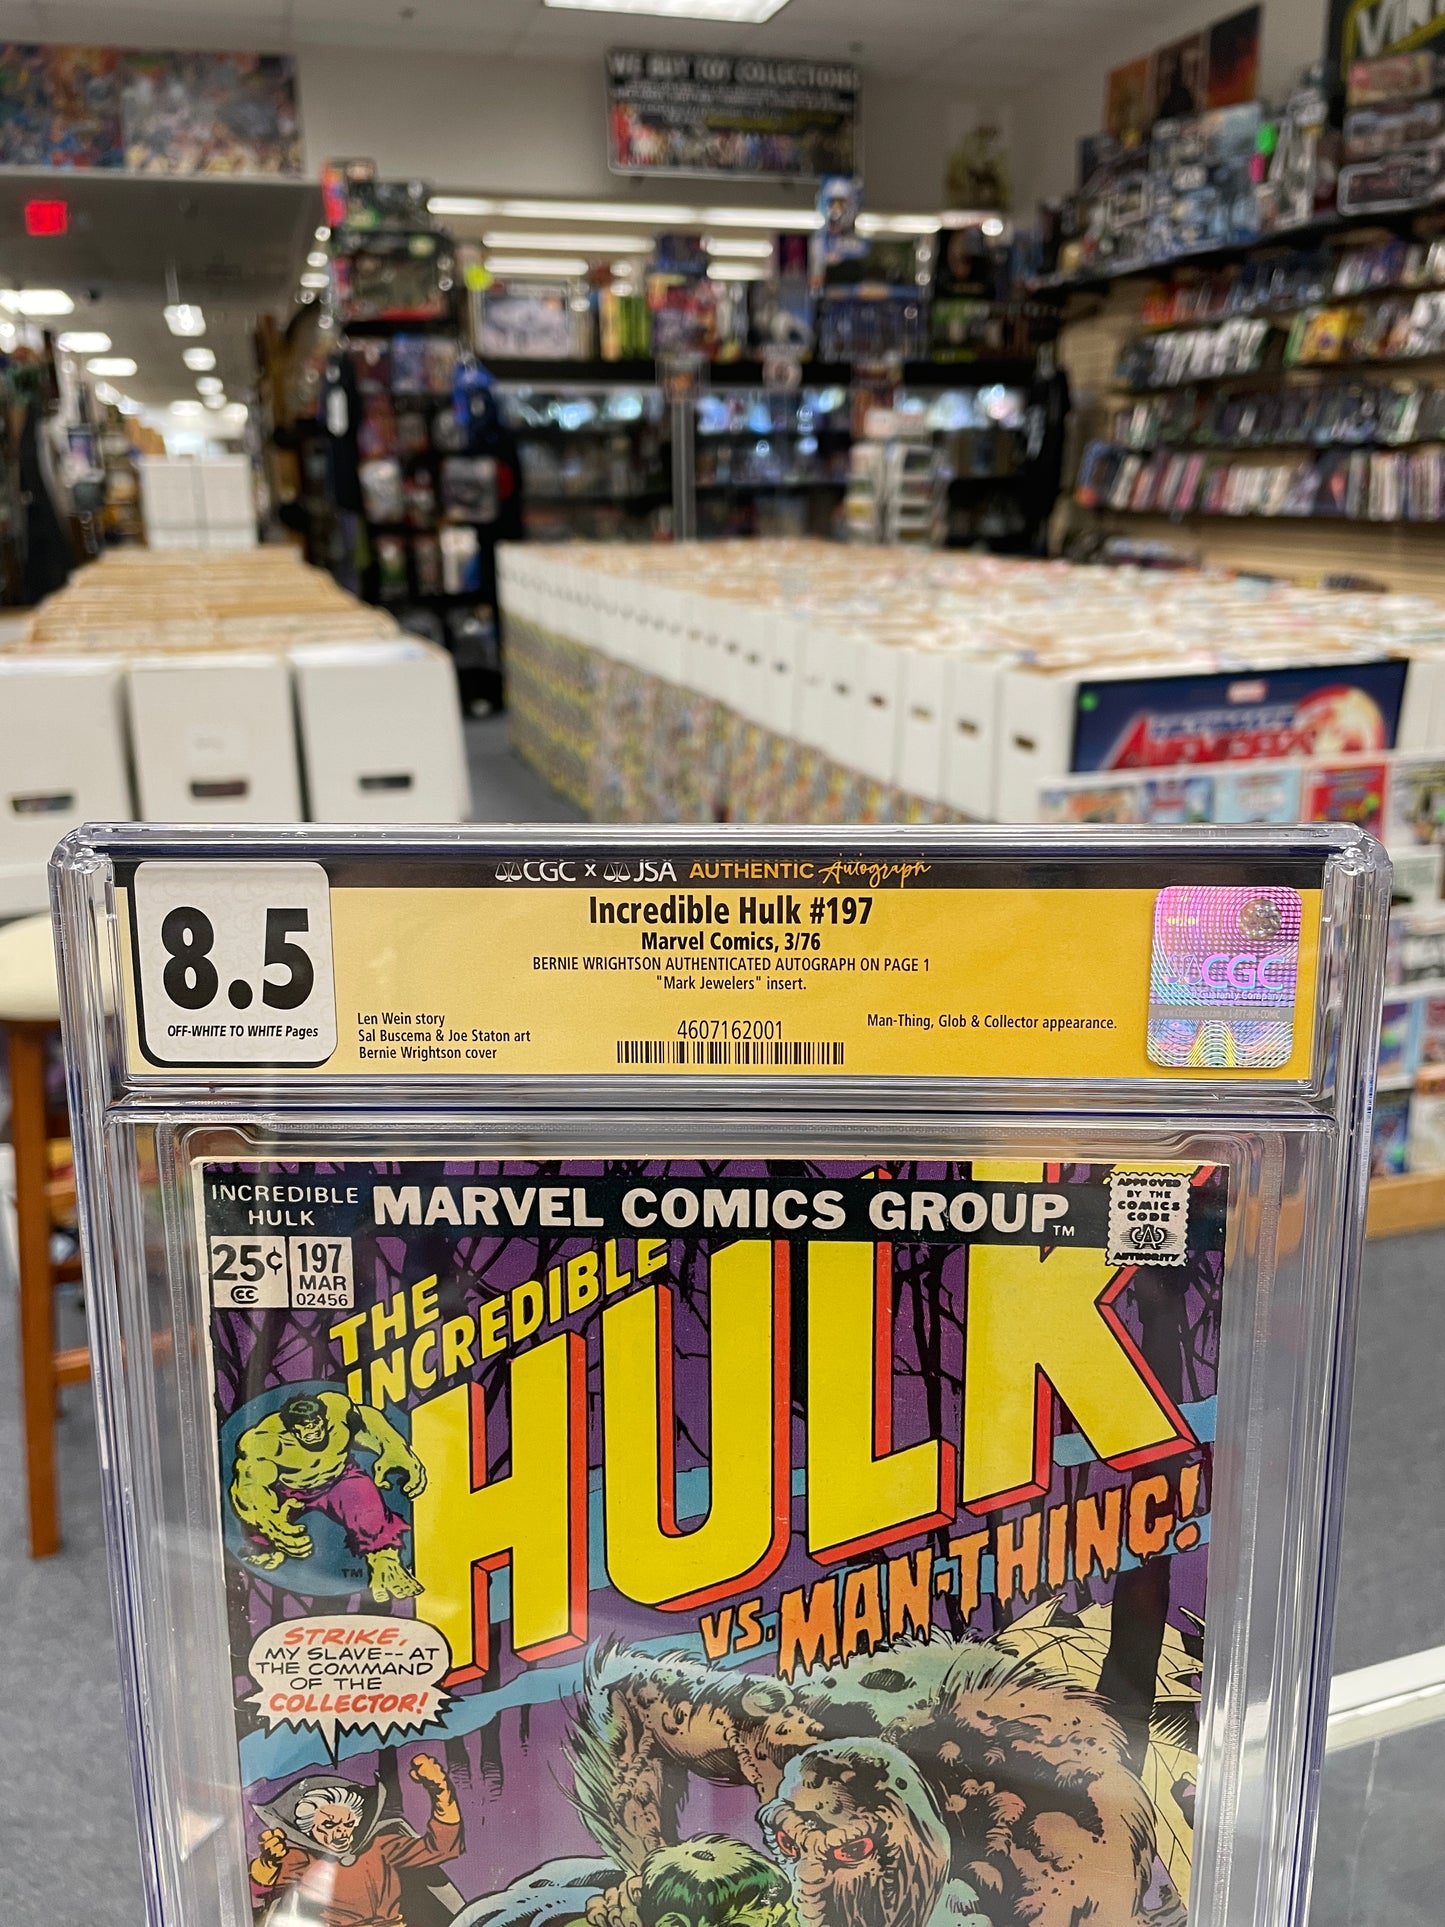 WE BUY TOY COLLECTIONS
CGC x JSA AUTHENTIC Autograph
8.5
OFF-WHITE TO WHITE Pages
Incredible Hulk #197
Marvel Comics, 3/76
BERNIE WRIGHTSON AUTHENTICATED AUTOGRAPH ON PAGE 1
"Mark Jewelers" insert.
Len Wein story
Sal Buscema & Joe Staton art
Bernie Wrightson cover
4607162001
Man-Thing, Glob & Collector appearance.
CGC
INCREDIBLE
HULK
MARVEL COMICS GROUP™
APPROVED
BY THE
COMICS
CODE
CA
AUTHORITY
25¢
CC
197
MAR
02456
THE
INCREDIBLE
HULK
VS. MAN-THING!
TM
STRIKE,
MY SLAVE--AT
THE COMMAND
OF THE
COLLECTOR!